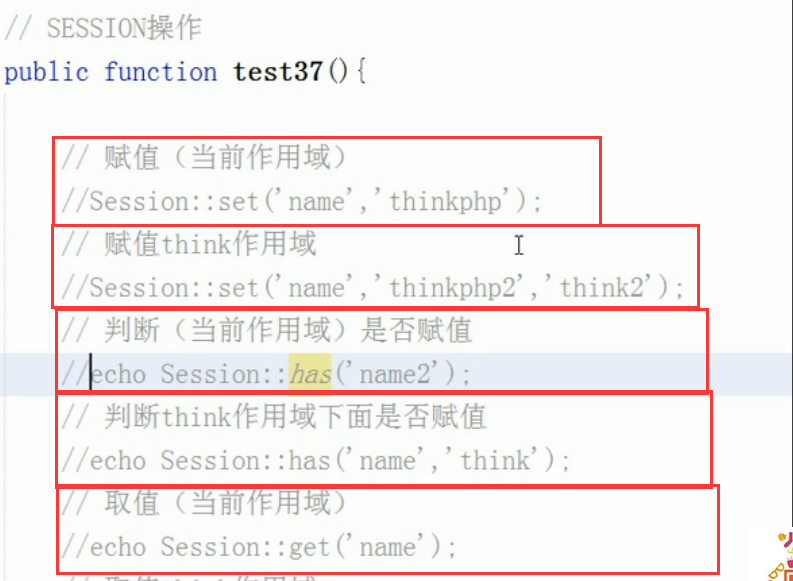 // SESSION操作
public function test37(){
// 赋值（当前作用域）
//Session::set('name','thinkphp');
// 赋值think作用域
//Session::set('name','thinkphp2','think2');
// 判断（当前作用域）是否赋值
//echo Session::has('name2');
// 判断think作用域下面是否赋值
//echo Session::has('name','think');
// 取值（当前作用域）
//echo Session::get('name');